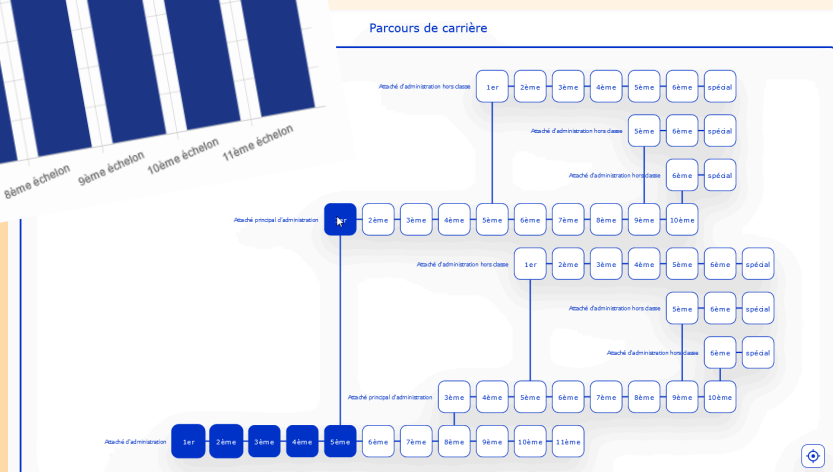 Parcours de carrière
Attaché d'administration hors classe 1er 2ème 3ème 4ème 5ème 6ème spécial
Attaché d'administration hors classe 5ème 6ème spécial
Attaché d'administration hors classe 6ème spécial
Attaché principal d'administration 1er 2ème 3ème 4ème 5ème 6ème 7ème 8ème 9ème 10ème
Attaché d'administration hors classe 1er 2ème 3ème 4ème 5ème 6ème spécial
Attaché d'administration hors classe 5ème 6ème spécial
Attaché d'administration hors classe 6ème spécial
Attaché principal d'administration 3ème 4ème 5ème 6ème 7ème 8ème 9ème 10ème
Attaché d'administration 1er 2ème 3ème 4ème 5ème 6ème 7ème 8ème 9ème 10ème 11ème
8ème échelon 9ème échelon 10ème échelon 11ème échelon